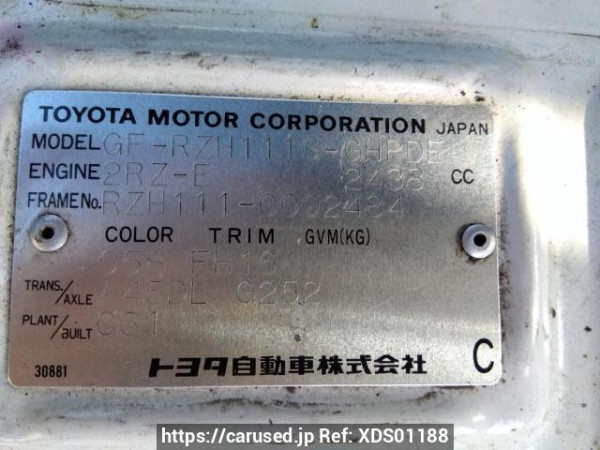 TOYOTA MOTOR CORPORATION JAPAN
MODEL GF-RZH111G-GHPDE
ENGINE 2RZ-E 2438 CC
FRAME No. RZH111-0002484
COLOR TRIM GVM(KG)
058 FH16
TRANS./AXLE G252
PLANT/BUILT
30881 トヨタ自動車株式会社 C
https://carused.jp Ref: XDS01188